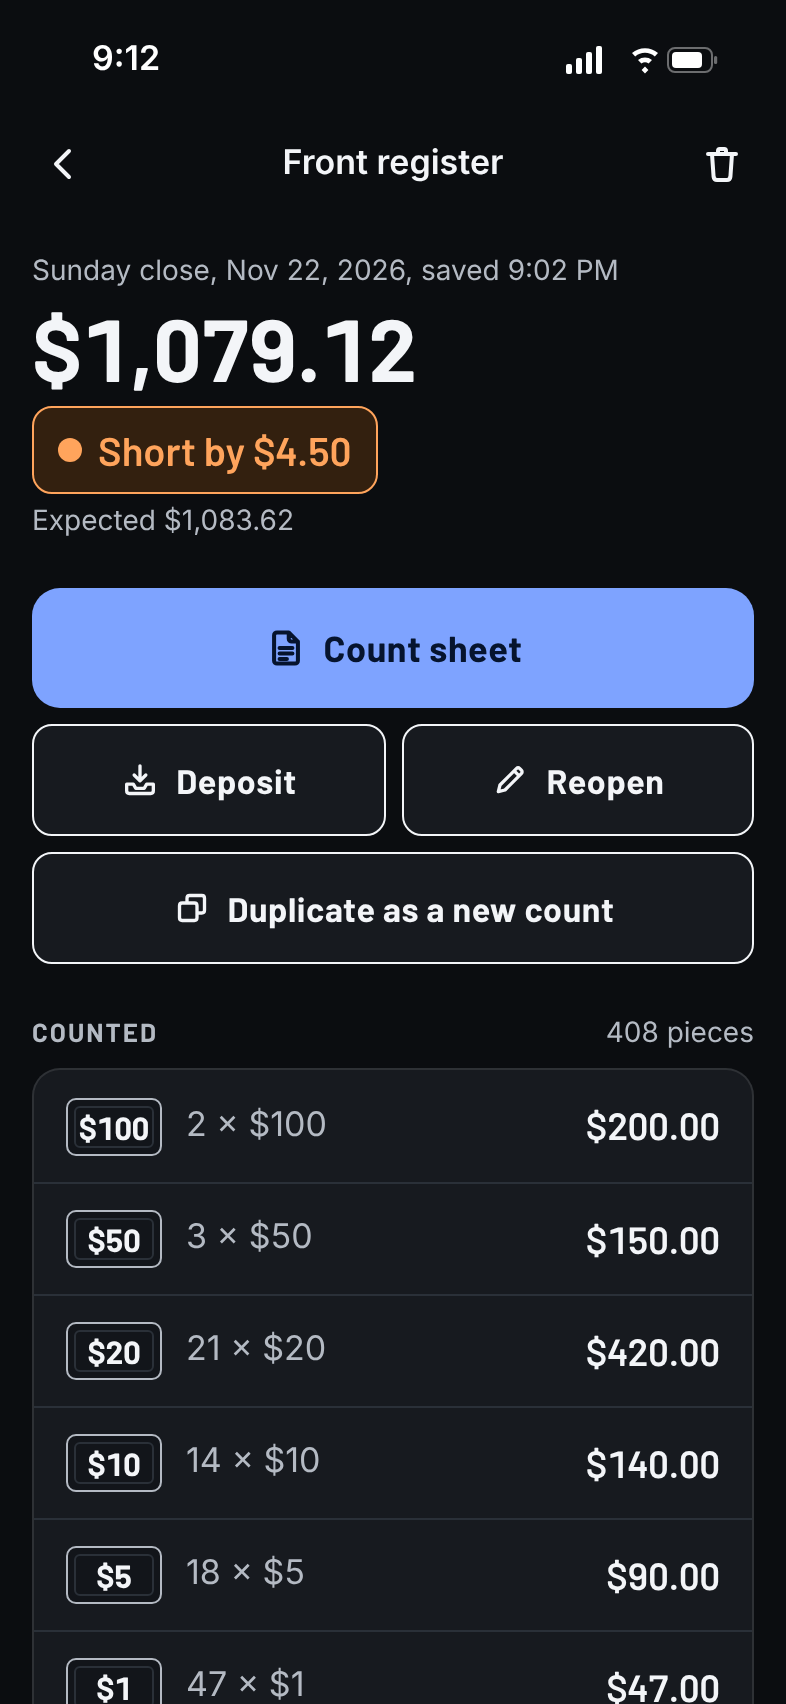 9:12
Front register
Sunday close, Nov 22, 2026, saved 9:02 PM
$1,079.12
Short by $4.50
Expected $1,083.62
Count sheet
Deposit Reopen
Duplicate as a new count
COUNTED 408 pieces
$100 2 × $100 $200.00
$50 3 × $50 $150.00
$20 21 × $20 $420.00
$10 14 × $10 $140.00
$5 18 × $5 $90.00
$1 47 × $1 $47.00